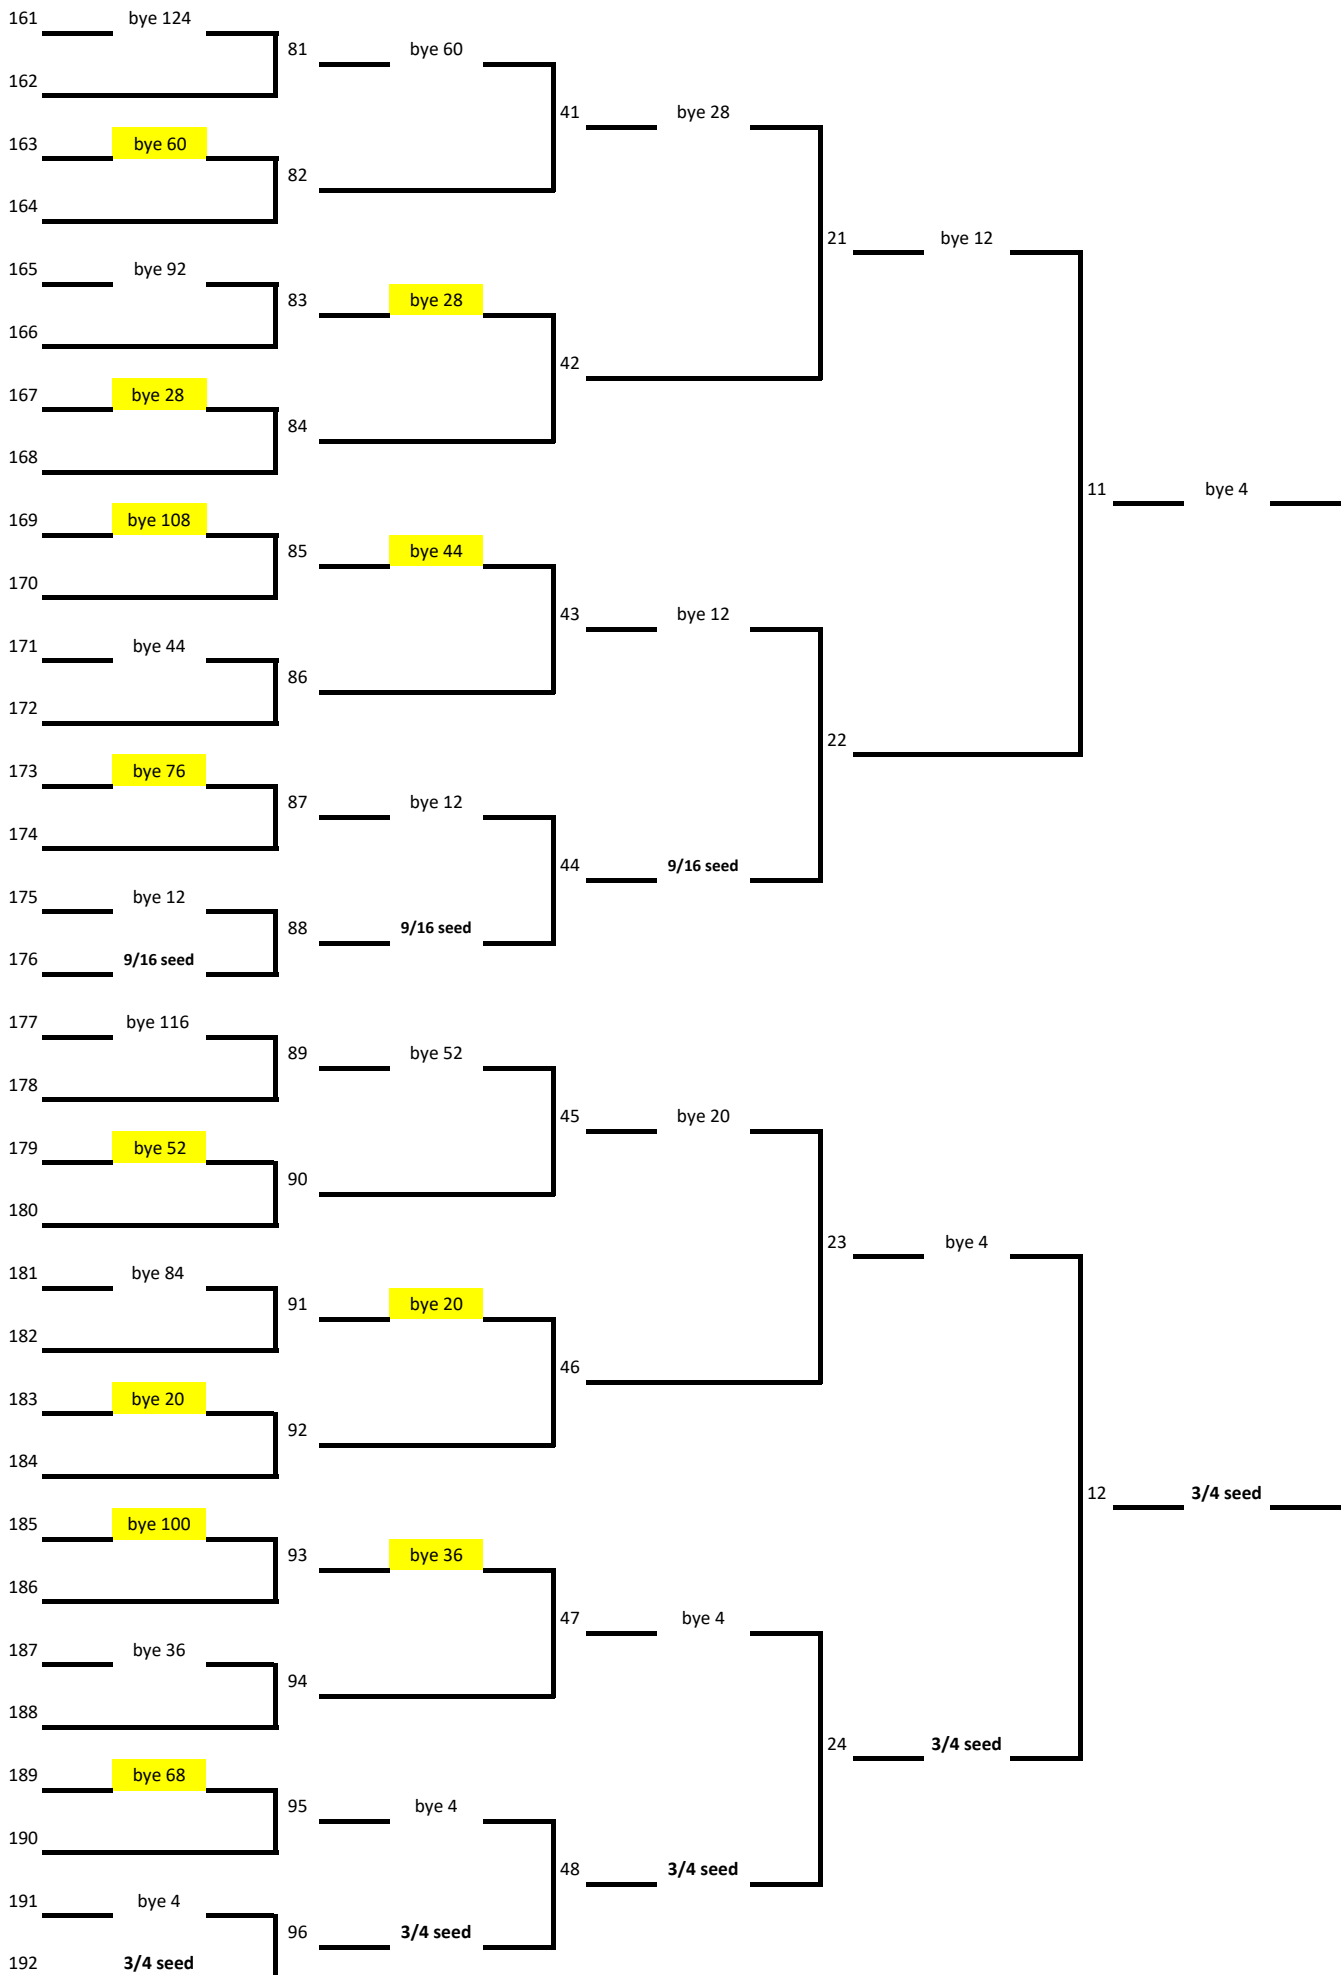 161 bye 124
81 bye 60
162
41 bye 28
163 bye 60
82
164
21 bye 12
165 bye 92
83 bye 28
166
42
167 bye 28
84
168
11 bye 4
169 bye 108
85 bye 44
170
43 bye 12
171 bye 44
86
172
22
173 bye 76
87 bye 12
174
44 9/16 seed
175 bye 12
88 9/16 seed
176 9/16 seed
177 bye 116
89 bye 52
178
45 bye 20
179 bye 52
90
180
23 bye 4
181 bye 84
91 bye 20
182
46
183 bye 20
92
184
12 3/4 seed
185 bye 100
93 bye 36
186
47 bye 4
187 bye 36
94
188
24 3/4 seed
189 bye 68
95 bye 4
190
48 3/4 seed
191 bye 4
96 3/4 seed
192 3/4 seed